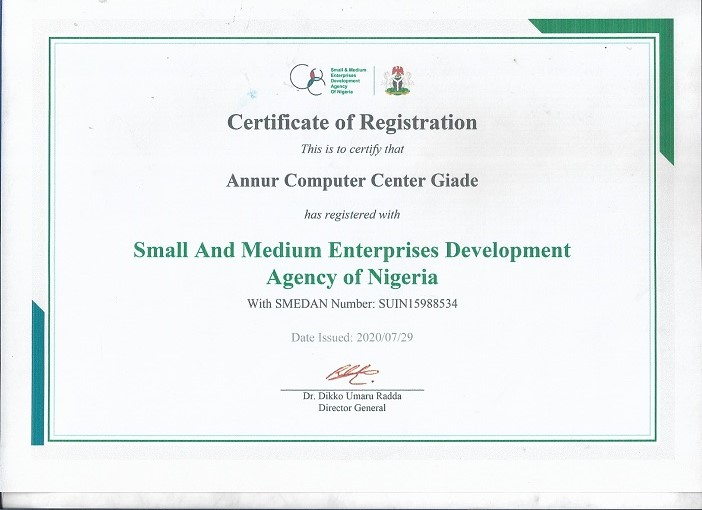 Small & Medium
Enterprises
Development
Agency
Of Nigeria
Certificate of Registration
This is to certify that
Annur Computer Center Giade
has registered with
Small And Medium Enterprises Development
Agency of Nigeria
With SMEDAN Number: SUIN15988534
Date Issued: 2020/07/29
Dr. Dikko Umaru Radda
Director General